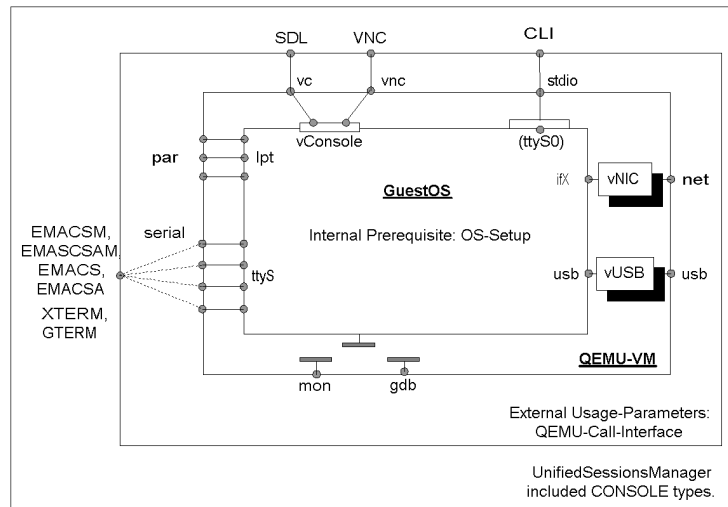 SDL VNC CLI
vc vnc stdio
vConsole (ttyS0)
par lpt
GuestOS
ifX vNIC net
Internal Prerequisite: OS-Setup
serial
EMACSM,
EMASCSAM,
EMACS,
EMACSA
XTERM,
GTERM
ttyS
usb vUSB usb
QEMU-VM
mon gdb
External Usage-Parameters:
QEMU-Call-Interface
UnifiedSessionsManager
included CONSOLE types.